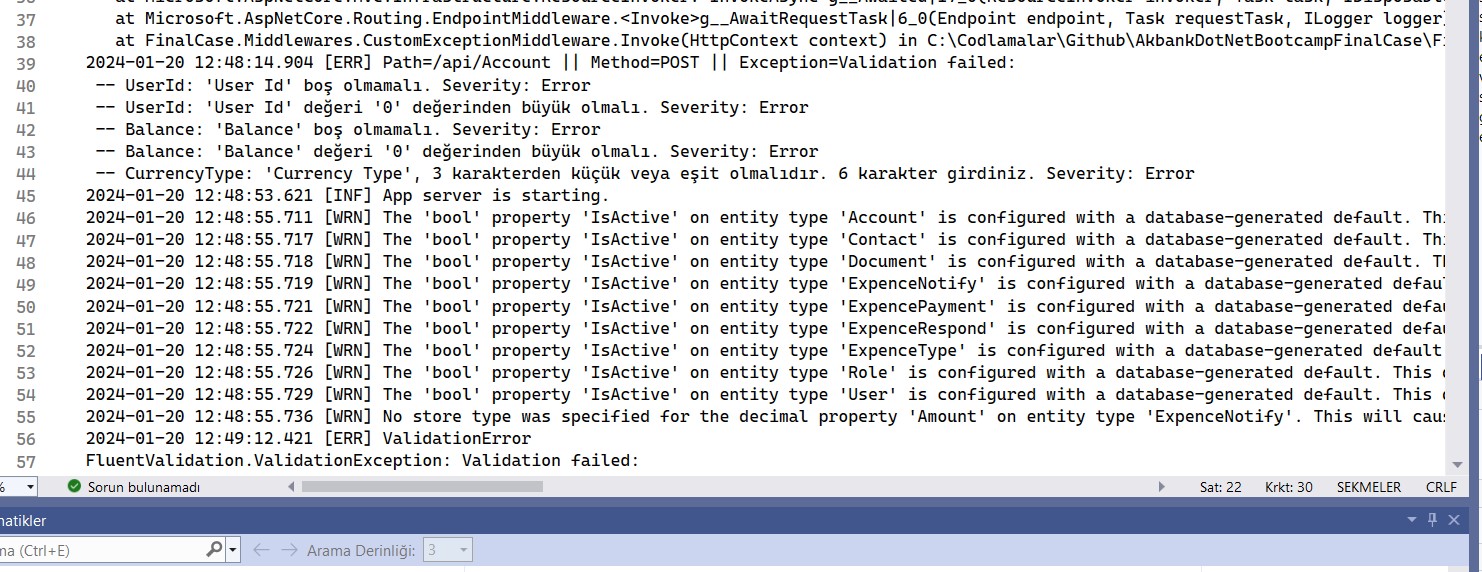 37 at Microsoft.AspNetCore.Routing.EndpointMiddleware.<Invoke>g__AwaitRequestTask|6_0(Endpoint endpoint, Task requestTask, ILogger logger)
38 at FinalCase.Middlewares.CustomExceptionMiddleware.Invoke(HttpContext context) in C:\Codlamalar\Github\AkbankDotNetBootcampFinalCase\Fi
39 2024-01-20 12:48:14.904 [ERR] Path=/api/Account || Method=POST || Exception=Validation failed:
40 -- UserId: 'User Id' boş olmamalı. Severity: Error
41 -- UserId: 'User Id' değeri '0' değerinden büyük olmalı. Severity: Error
42 -- Balance: 'Balance' boş olmamalı. Severity: Error
43 -- Balance: 'Balance' değeri '0' değerinden büyük olmalı. Severity: Error
44 -- CurrencyType: 'Currency Type', 3 karakterden küçük veya eşit olmalıdır. 6 karakter girdiniz. Severity: Error
45 2024-01-20 12:48:53.621 [INF] App server is starting.
46 2024-01-20 12:48:55.711 [WRN] The 'bool' property 'IsActive' on entity type 'Account' is configured with a database-generated default. Thi
47 2024-01-20 12:48:55.717 [WRN] The 'bool' property 'IsActive' on entity type 'Contact' is configured with a database-generated default. Thi
48 2024-01-20 12:48:55.718 [WRN] The 'bool' property 'IsActive' on entity type 'Document' is configured with a database-generated default. Th
49 2024-01-20 12:48:55.719 [WRN] The 'bool' property 'IsActive' on entity type 'ExpenceNotify' is configured with a database-generated defaul
50 2024-01-20 12:48:55.721 [WRN] The 'bool' property 'IsActive' on entity type 'ExpencePayment' is configured with a database-generated defau
51 2024-01-20 12:48:55.722 [WRN] The 'bool' property 'IsActive' on entity type 'ExpenceRespond' is configured with a database-generated defau
52 2024-01-20 12:48:55.724 [WRN] The 'bool' property 'IsActive' on entity type 'ExpenceType' is configured with a database-generated default
53 2024-01-20 12:48:55.726 [WRN] The 'bool' property 'IsActive' on entity type 'Role' is configured with a database-generated default. This
54 2024-01-20 12:48:55.729 [WRN] The 'bool' property 'IsActive' on entity type 'User' is configured with a database-generated default. This
55 2024-01-20 12:48:55.736 [WRN] No store type was specified for the decimal property 'Amount' on entity type 'ExpenceNotify'. This will cau
56 2024-01-20 12:49:12.421 [ERR] ValidationError
57 FluentValidation.ValidationException: Validation failed:
% Sorun bulunamadı Sat: 22 Krkt: 30 SEKMELER CRLF
natikler
ma (Ctrl+E) Arama Derinliği: 3